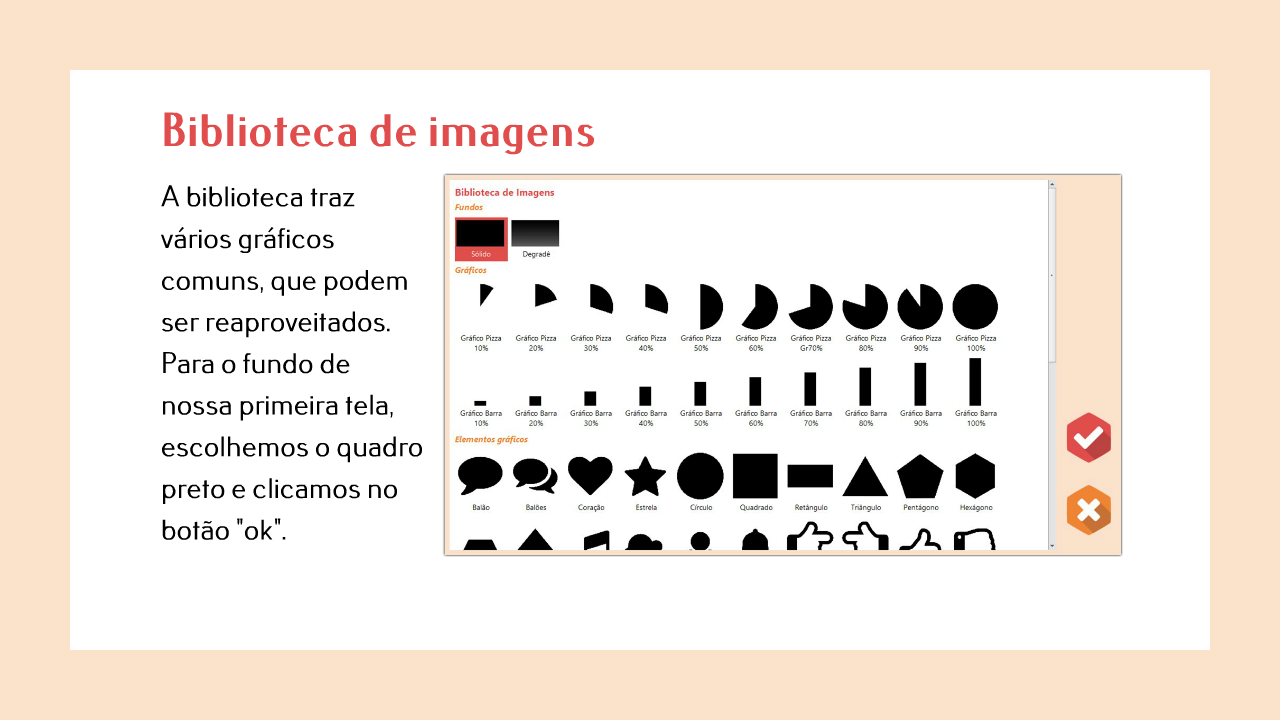 Biblioteca de imagens
A biblioteca traz
vários gráficos
comuns, que podem
ser reaproveitados.
Para o fundo de
nossa primeira tela,
escolhemos o quadro
preto e clicamos no
botão "ok".
Biblioteca de Imagens
Fundos
Sólido Degradê
Gráficos
Gráfico Pizza Gráfico Pizza Gráfico Pizza Gráfico Pizza Gráfico Pizza Gráfico Pizza Gráfico Pizza Gráfico Pizza Gráfico Pizza Gráfico Pizza
10% 20% 30% 40% 50% 60% Gr70% 80% 90% 100%
Gráfico Barra Gráfico Barra Gráfico Barra Gráfico Barra Gráfico Barra Gráfico Barra Gráfico Barra Gráfico Barra Gráfico Barra Gráfico Barra
10% 20% 30% 40% 50% 60% 70% 80% 90% 100%
Elementos gráficos
Balão Balões Coração Estrela Círculo Quadrado Retângulo Triângulo Pentágono Hexágono